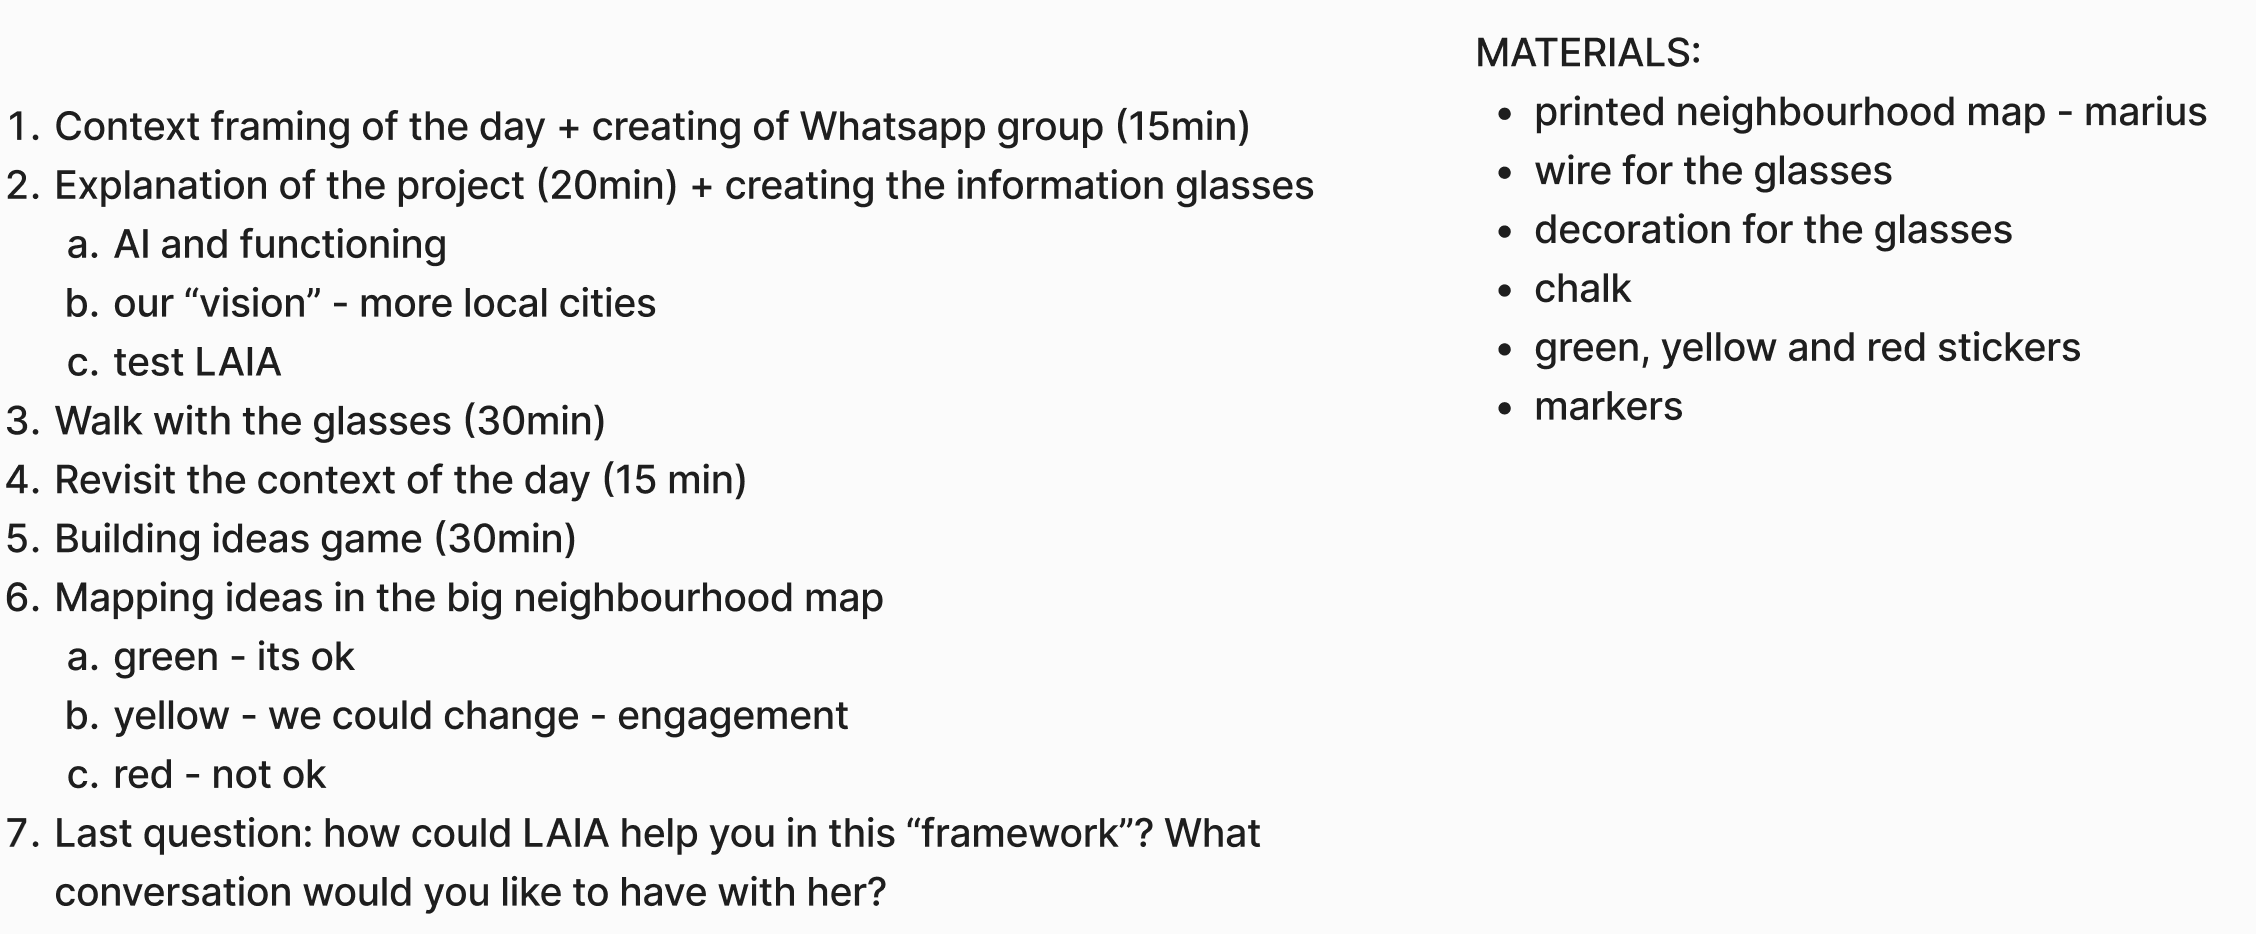 1. Context framing of the day + creating of Whatsapp group (15min)
2. Explanation of the project (20min) + creating the information glasses
a. AI and functioning
b. our “vision” - more local cities
c. test LAIA
3. Walk with the glasses (30min)
4. Revisit the context of the day (15 min)
5. Building ideas game (30min)
6. Mapping ideas in the big neighbourhood map
a. green - its ok
b. yellow - we could change - engagement
c. red - not ok
7. Last question: how could LAIA help you in this “framework”? What
conversation would you like to have with her?
MATERIALS:
• printed neighbourhood map - marius
• wire for the glasses
• decoration for the glasses
• chalk
• green, yellow and red stickers
• markers